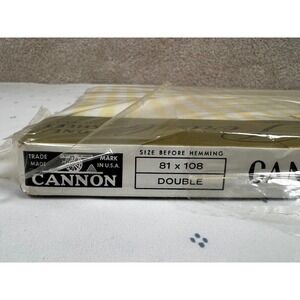 TRADE MARK
MADE IN U.S.A.
CANNON
SIZE BEFORE HEMMING
81 x 108
DOUBLE
CAN